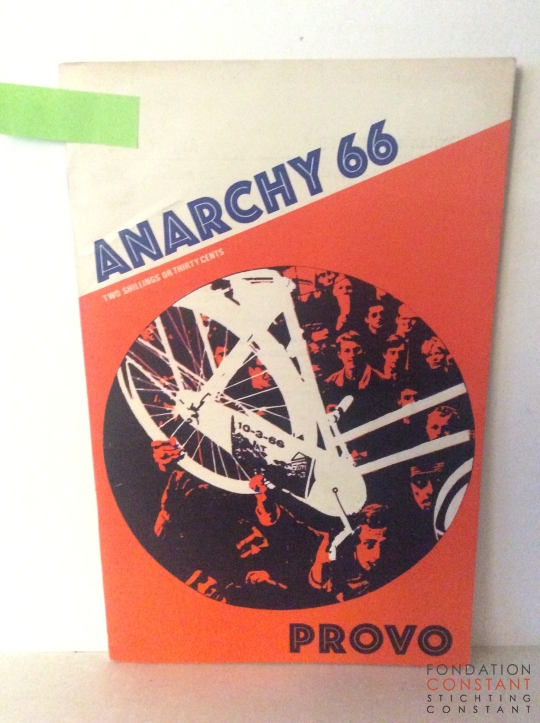 ANARCHY 66
TWO SHILLINGS OR THIRTY CENTS
10-3-66
PROVO
FONDATION
CONSTANT
STICHTING
CONSTANT